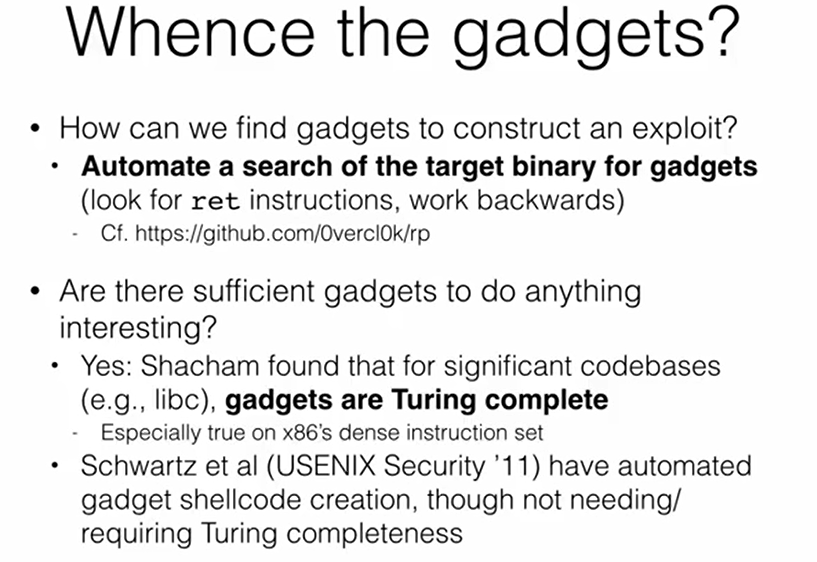 Whence the gadgets?
• How can we find gadgets to construct an exploit?
• Automate a search of the target binary for gadgets
(look for ret instructions, work backwards)
- Cf. https://github.com/0vercl0k/rp
• Are there sufficient gadgets to do anything
interesting?
• Yes: Shacham found that for significant codebases
(e.g., libc), gadgets are Turing complete
- Especially true on x86's dense instruction set
• Schwartz et al (USENIX Security ’11) have automated
gadget shellcode creation, though not needing/
requiring Turing completeness